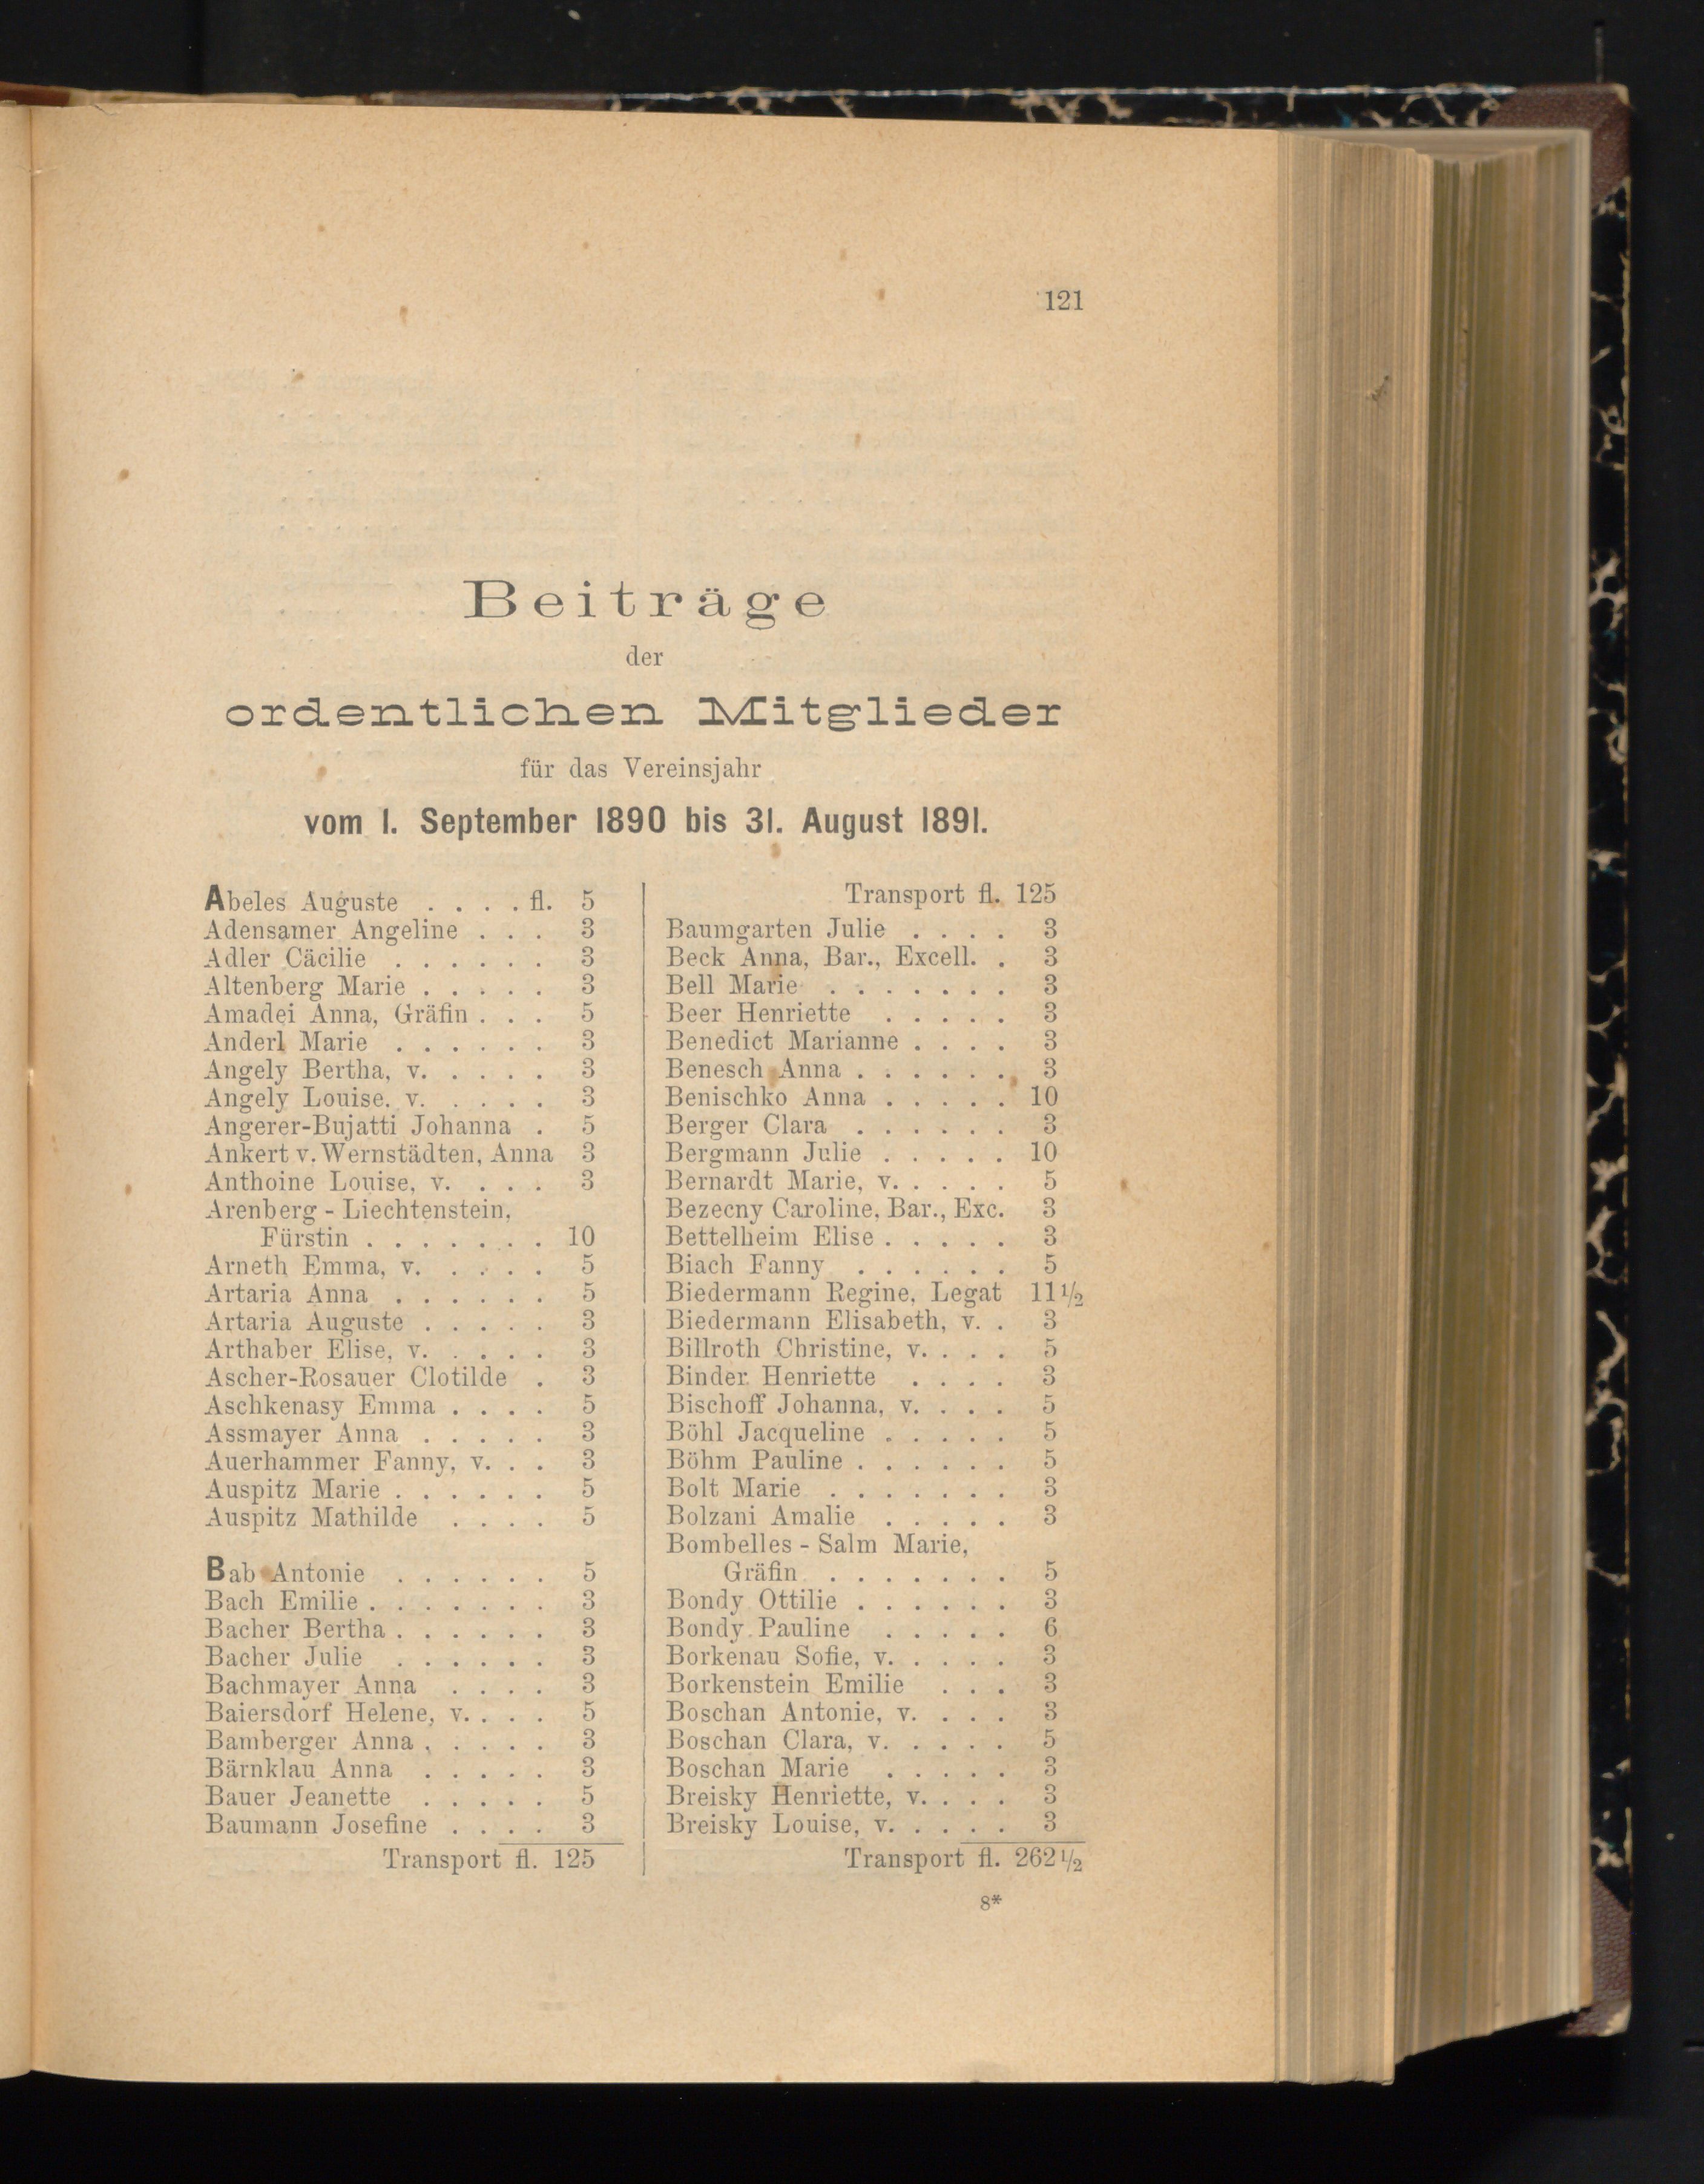 121
Beiträge
der
ordentlichen Mitglieder
für das Vereinsjahr
vom 1. September 1890 bis 31. August 1891.
Abeles Auguste . . . . fl. 5
Adensamer Angeline . . . 3
Adler Cäcilie . . . . . . 3
Altenberg Marie . . . . . 3
Amadei Anna, Gräfin . . . 5
Anderl Marie . . . . . . 3
Angely Bertha, v. . . . . 3
Angely Louise, v. . . . . 3
Angerer-Bujatti Johanna . 5
Ankert v. Wernstädten, Anna 3
Anthoine Louise, v. . . . 3
Arenberg - Liechtenstein,
Fürstin . . . . . . . 10
Arneth Emma, v. . . . . 5
Artaria Anna . . . . . . 5
Artaria Auguste . . . . . 3
Arthaber Elise, v. . . . . 3
Ascher-Rosauer Clotilde . 3
Aschkenasy Emma . . . . 5
Assmayer Anna . . . . . 3
Auerhammer Fanny, v. . . 3
Auspitz Marie . . . . . . 5
Auspitz Mathilde . . . . 5
Bab Antonie . . . . . . 5
Bach Emilie . . . . . . . 3
Bacher Bertha . . . . . . 3
Bacher Julie . . . . . . 3
Bachmayer Anna . . . . 3
Baiersdorf Helene, v. . . . 5
Bamberger Anna . . . . . 3
Bärnklau Anna . . . . . 3
Bauer Jeanette . . . . . 5
Baumann Josefine . . . . 3
Transport fl. 125
Transport fl. 125
Baumgarten Julie . . . . 3
Beck Anna, Bar., Excell. . 3
Bell Marie . . . . . . . 3
Beer Henriette . . . . . 3
Benedict Marianne . . . . 3
Benesch Anna . . . . . . 3
Benischko Anna . . . . . 10
Berger Clara . . . . . . 3
Bergmann Julie . . . . . 10
Bernardt Marie, v. . . . . 5
Bezecny Caroline, Bar., Exc. 3
Bettelheim Elise . . . . . 3
Biach Fanny . . . . . . 5
Biedermann Regine, Legat 11 1/2
Biedermann Elisabeth, v. . 3
Billroth Christine, v. . . . 5
Binder Henriette . . . . 3
Bischoff Johanna, v. . . . 5
Böhl Jacqueline . . . . . 5
Böhm Pauline . . . . . . 5
Bolt Marie . . . . . . . 3
Bolzani Amalie . . . . . 3
Bombelles - Salm Marie,
Gräfin . . . . . . . 5
Bondy Ottilie . . . . . . 3
Bondy Pauline . . . . . 6
Borkenau Sofie, v. . . . . 3
Borkenstein Emilie . . . 3
Boschan Antonie, v. . . . 3
Boschan Clara, v. . . . . 5
Boschan Marie . . . . . 3
Breisky Henriette, v. . . . 3
Breisky Louise, v. . . . . 3
Transport fl. 262 1/2
8*